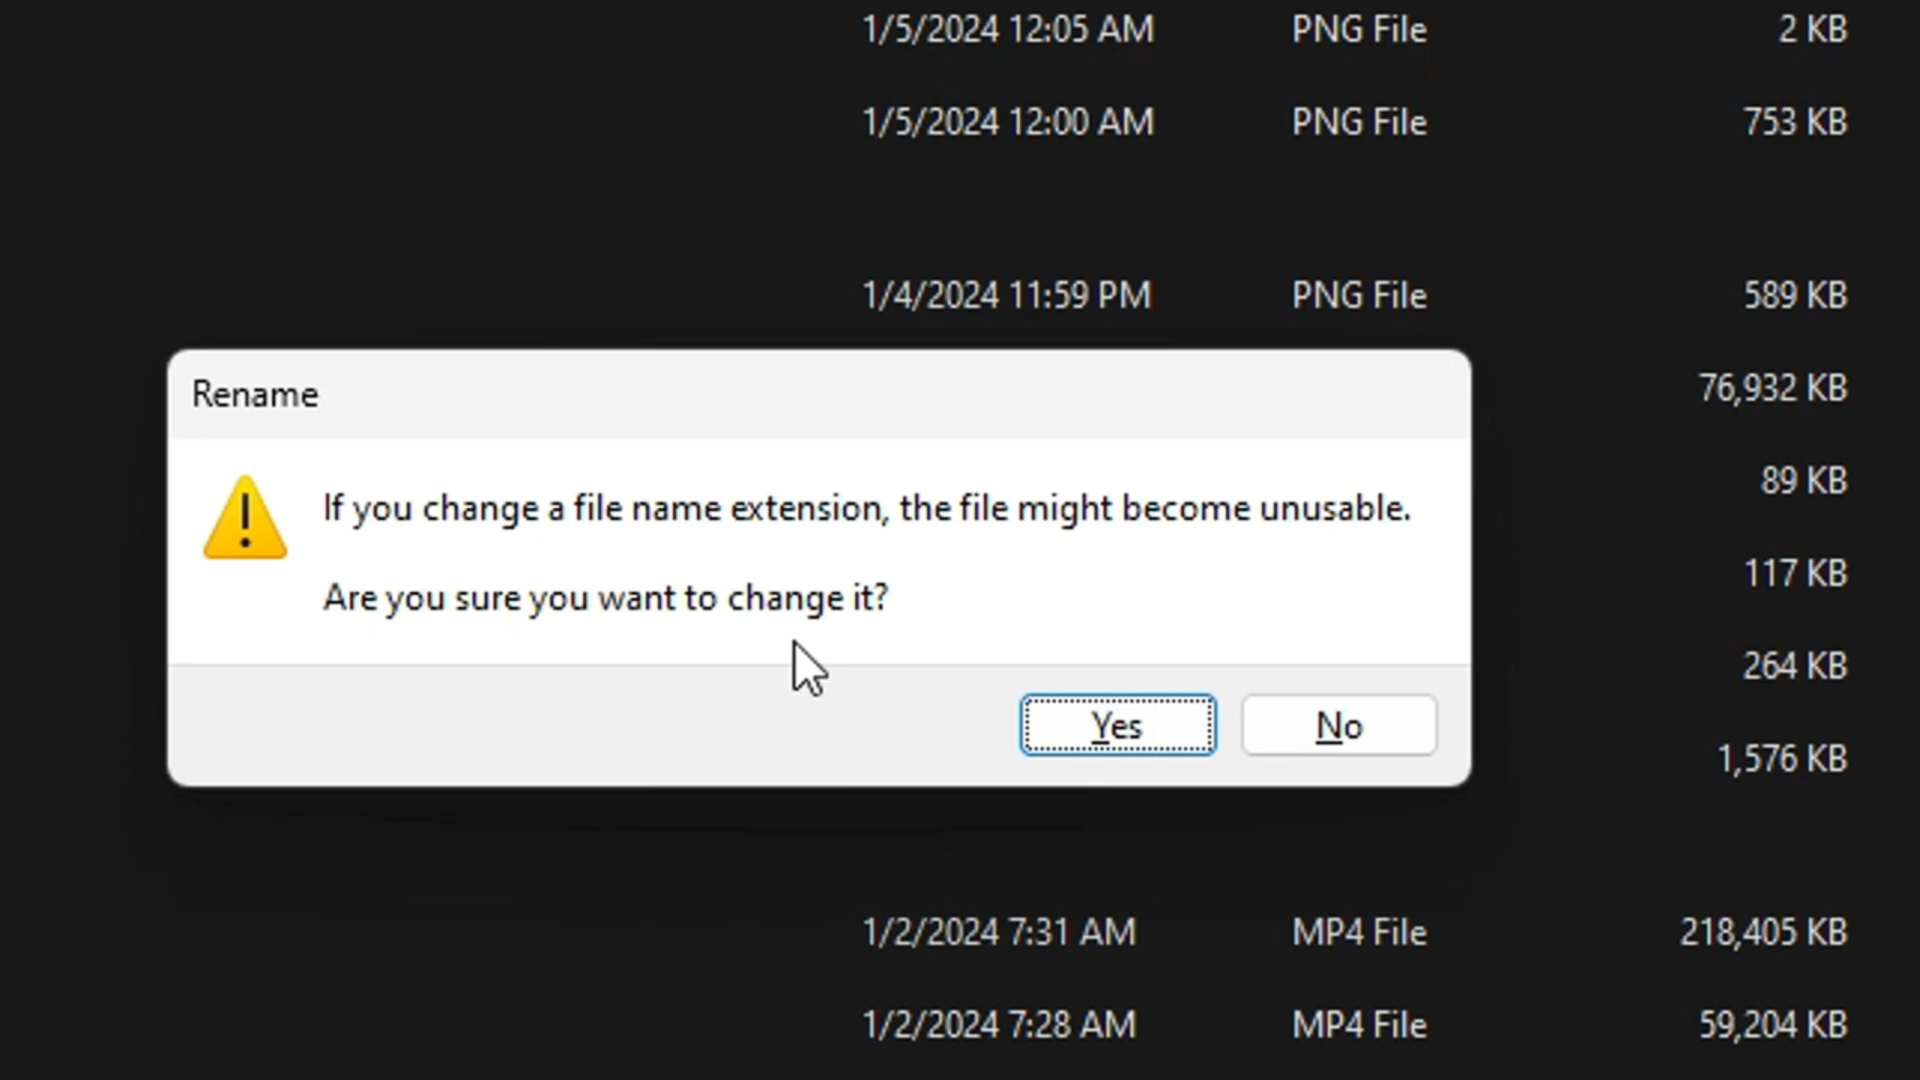 1/5/2024 12:05 AM PNG File 2 KB
1/5/2024 12:00 AM PNG File 753 KB
1/4/2024 11:59 PM PNG File 589 KB
76,932 KB
Rename
89 KB
If you change a file name extension, the file might become unusable.
117 KB
Are you sure you want to change it?
264 KB
Yes No
1,576 KB
1/2/2024 7:31 AM MP4 File 218,405 KB
1/2/2024 7:28 AM MP4 File 59,204 KB